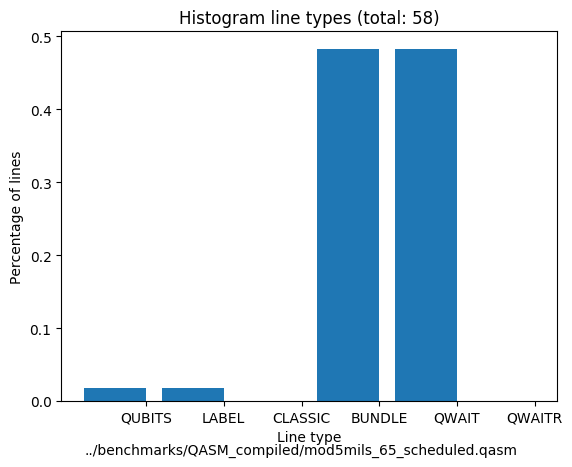 Histogram line types (total: 58)
Percentage of lines
0.5
0.4
0.3
0.2
0.1
0.0
QUBITS LABEL CLASSIC BUNDLE QWAIT QWAITR
Line type
../benchmarks/QASM_compiled/mod5mils_65_scheduled.qasm